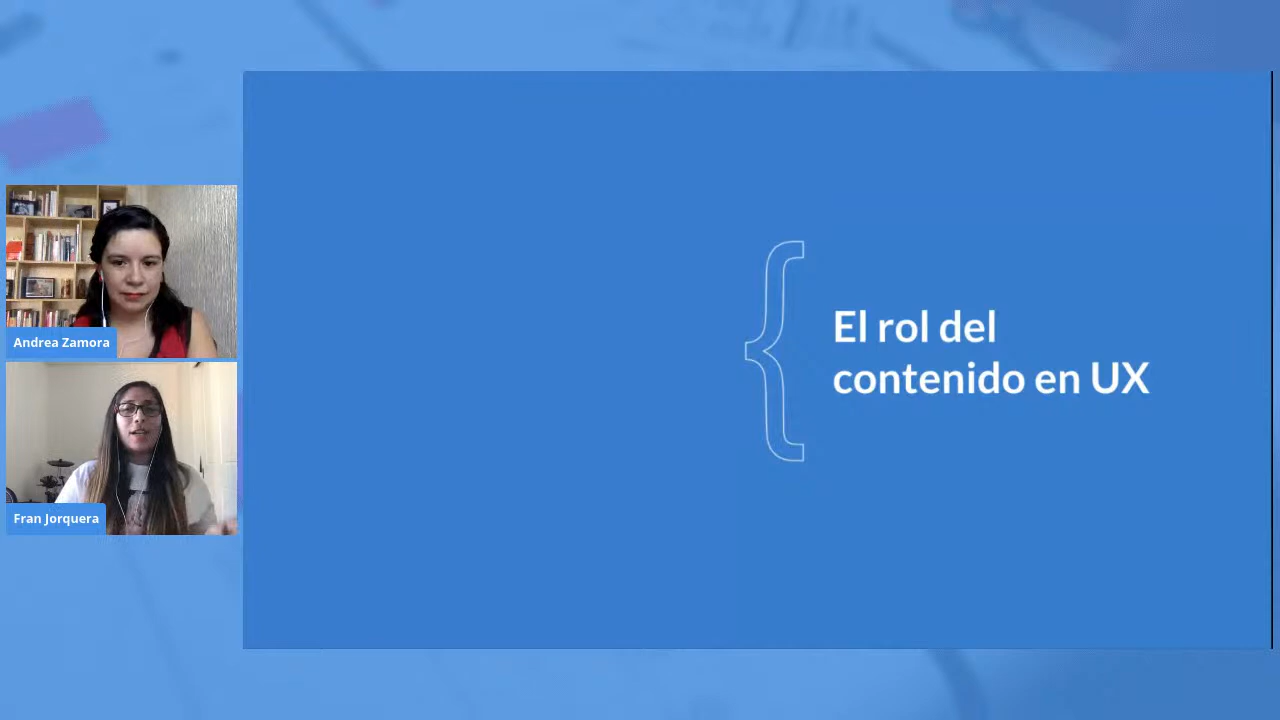 Andrea Zamora
Fran Jorquera
El rol del
contenido en UX